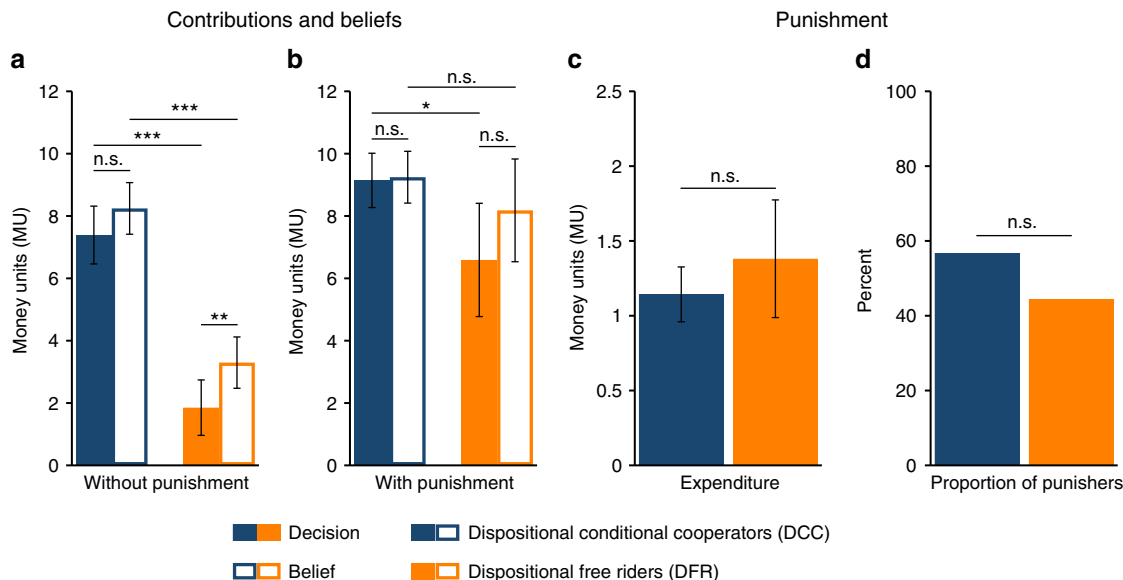 Contributions and beliefs
Punishment
a
b
c
d
12
10
8
6
4
2
0
Money units (MU)
n.s.
***
***
**
Without punishment
12
10
8
6
4
2
0
Money units (MU)
n.s.
*
n.s.
n.s.
With punishment
2.5
2
1.5
1
0.5
0
Money units (MU)
n.s.
Expenditure
100
80
60
40
20
0
Percent
n.s.
Proportion of punishers
Decision
Dispositional conditional cooperators (DCC)
Belief
Dispositional free riders (DFR)